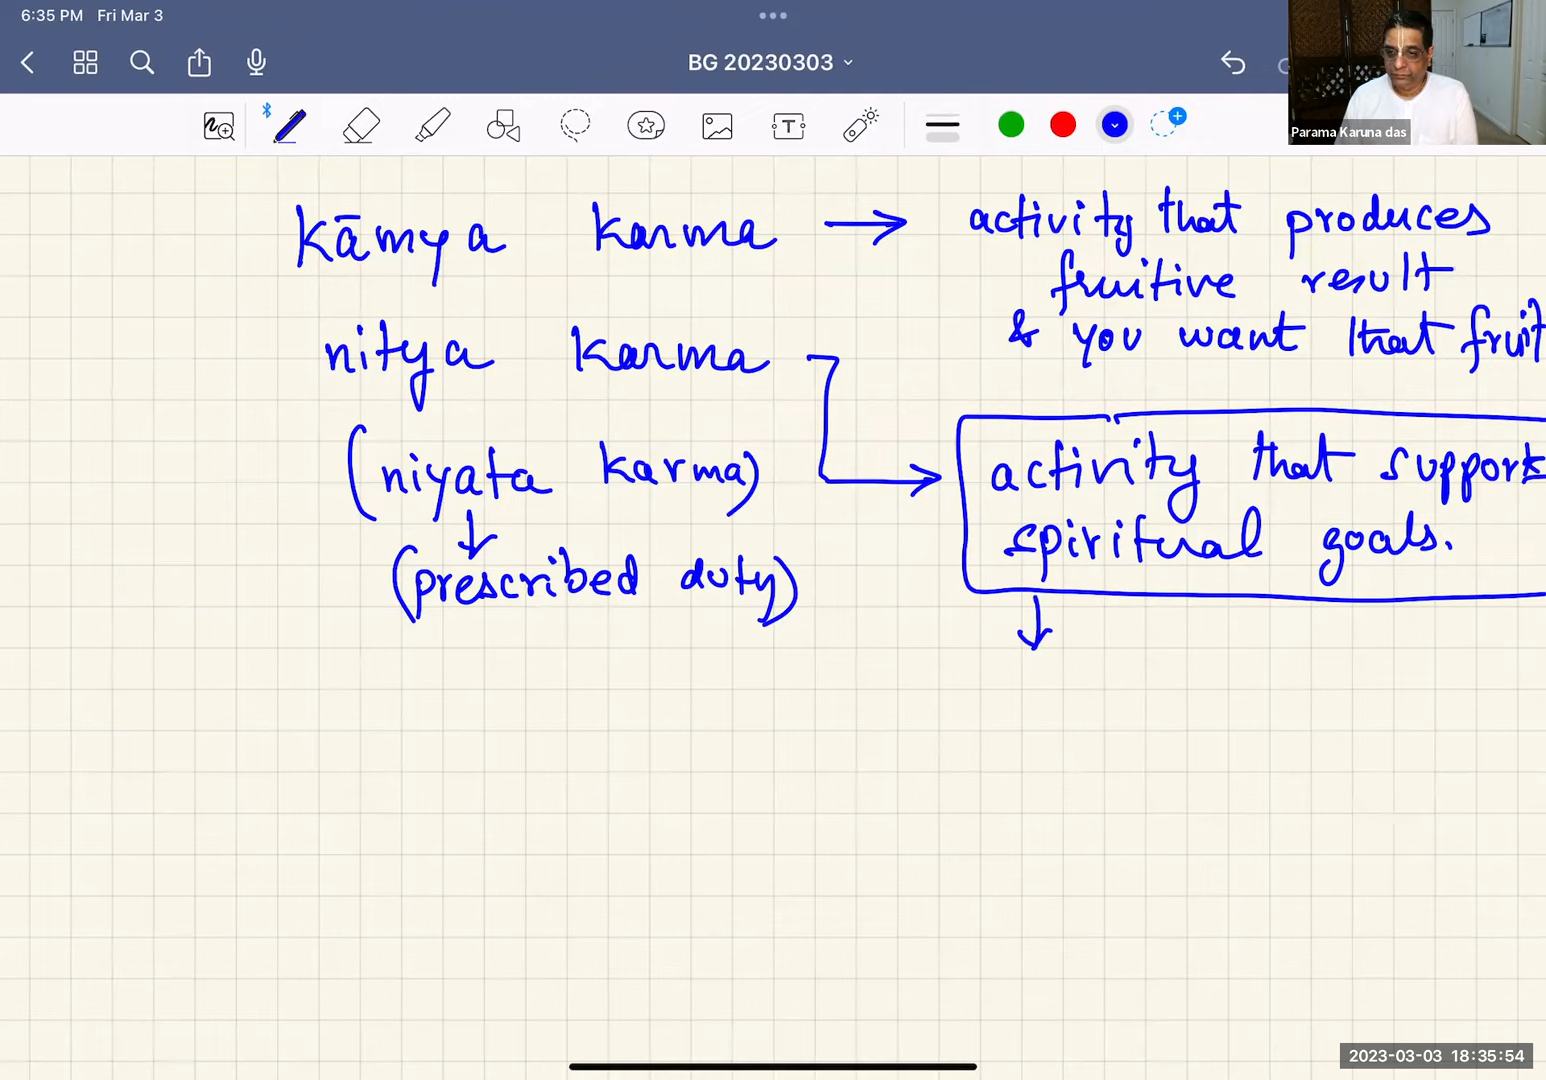 6:35 PM Fri Mar 3
BG 20230303
T
Parama Karuna das
kāmya karma → activity that produces
fruitive result
& you want that fruit
nitya karma
(niyata karma)
activity that support
spiritual goals.
(prescribed duty)
2023-03-03 18:35:54